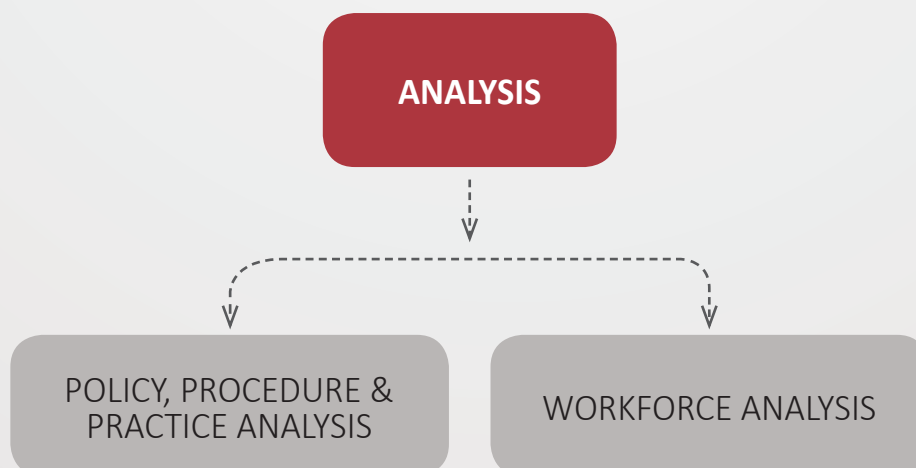 ANALYSIS
POLICY, PROCEDURE &
PRACTICE ANALYSIS
WORKFORCE ANALYSIS